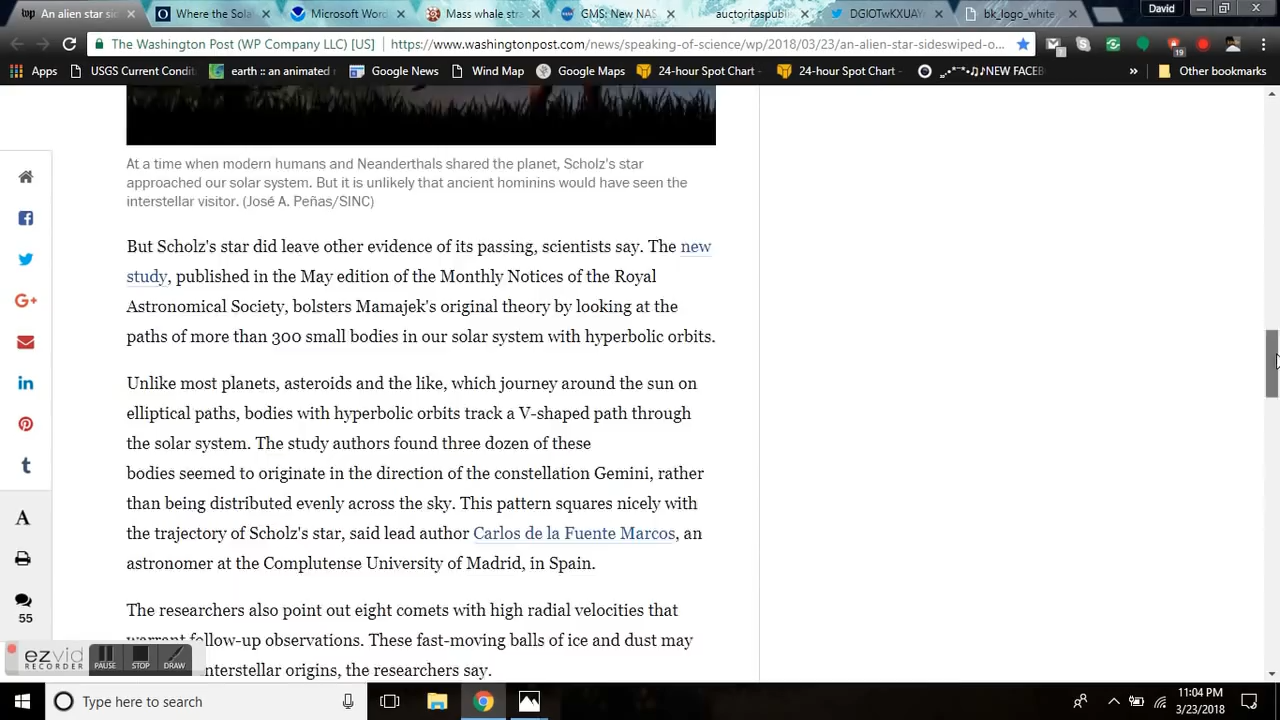 An alien star si
Where the Sola
Microsoft Word
Mass whale str
GMS: New NAS
auctoritaspubli
DGIOTwKXUAY
bk_logo_white
David
The Washington Post (WP Company LLC) [US]
https://www.washingtonpost.com/news/speaking-of-science/wp/2018/03/23/an-alien-star-sideswiped-o...
Apps
USGS Current Condit
earth :: an animated
Google News
Wind Map
Google Maps
24-hour Spot Chart -
24-hour Spot Chart -
NEW FACEB
»
Other bookmarks
At a time when modern humans and Neanderthals shared the planet, Scholz's star
approached our solar system. But it is unlikely that ancient hominins would have seen the
interstellar visitor. (José A. Peñas/SINC)
But Scholz's star did leave other evidence of its passing, scientists say. The new
study, published in the May edition of the Monthly Notices of the Royal
Astronomical Society, bolsters Mamajek's original theory by looking at the
paths of more than 300 small bodies in our solar system with hyperbolic orbits.
Unlike most planets, asteroids and the like, which journey around the sun on
elliptical paths, bodies with hyperbolic orbits track a V-shaped path through
the solar system. The study authors found three dozen of these
bodies seemed to originate in the direction of the constellation Gemini, rather
than being distributed evenly across the sky. This pattern squares nicely with
the trajectory of Scholz's star, said lead author Carlos de la Fuente Marcos, an
astronomer at the Complutense University of Madrid, in Spain.
The researchers also point out eight comets with high radial velocities that
warrant follow-up observations. These fast-moving balls of ice and dust may
interstellar origins, the researchers say.
A
55
ezvid
RECORDER
PAUSE
STOP
DRAW
Type here to search
11:04 PM
3/23/2018